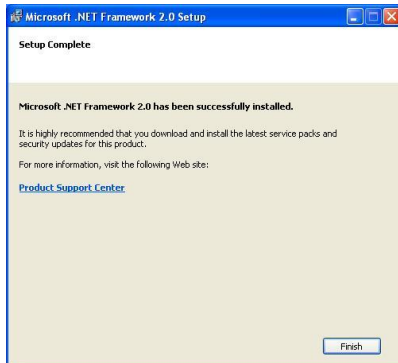 Microsoft .NET Framework 2.0 Setup
Setup Complete
Microsoft .NET Framework 2.0 has been successfully installed.
It is highly recommended that you download and install the latest service packs and
security updates for this product.
For more information, visit the following Web site:
Product Support Center
Finish